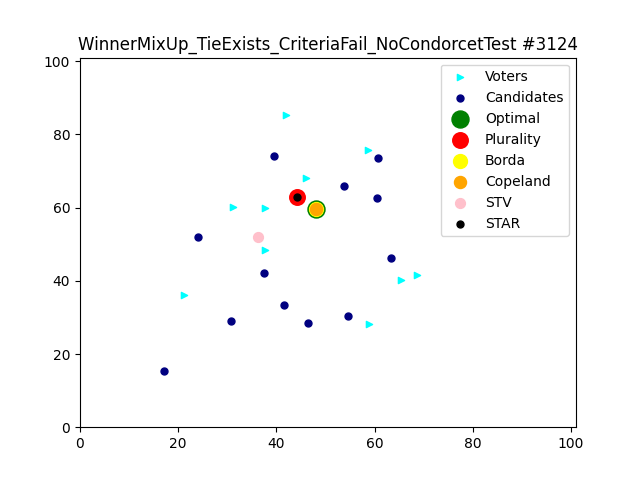 WinnerMixUp_TieExists_CriteriaFail_NoCondorcetTest #3124
100
80
60
40
20
0
0 20 40 60 80 100
Voters
Candidates
Optimal
Plurality
Borda
Copeland
STV
STAR